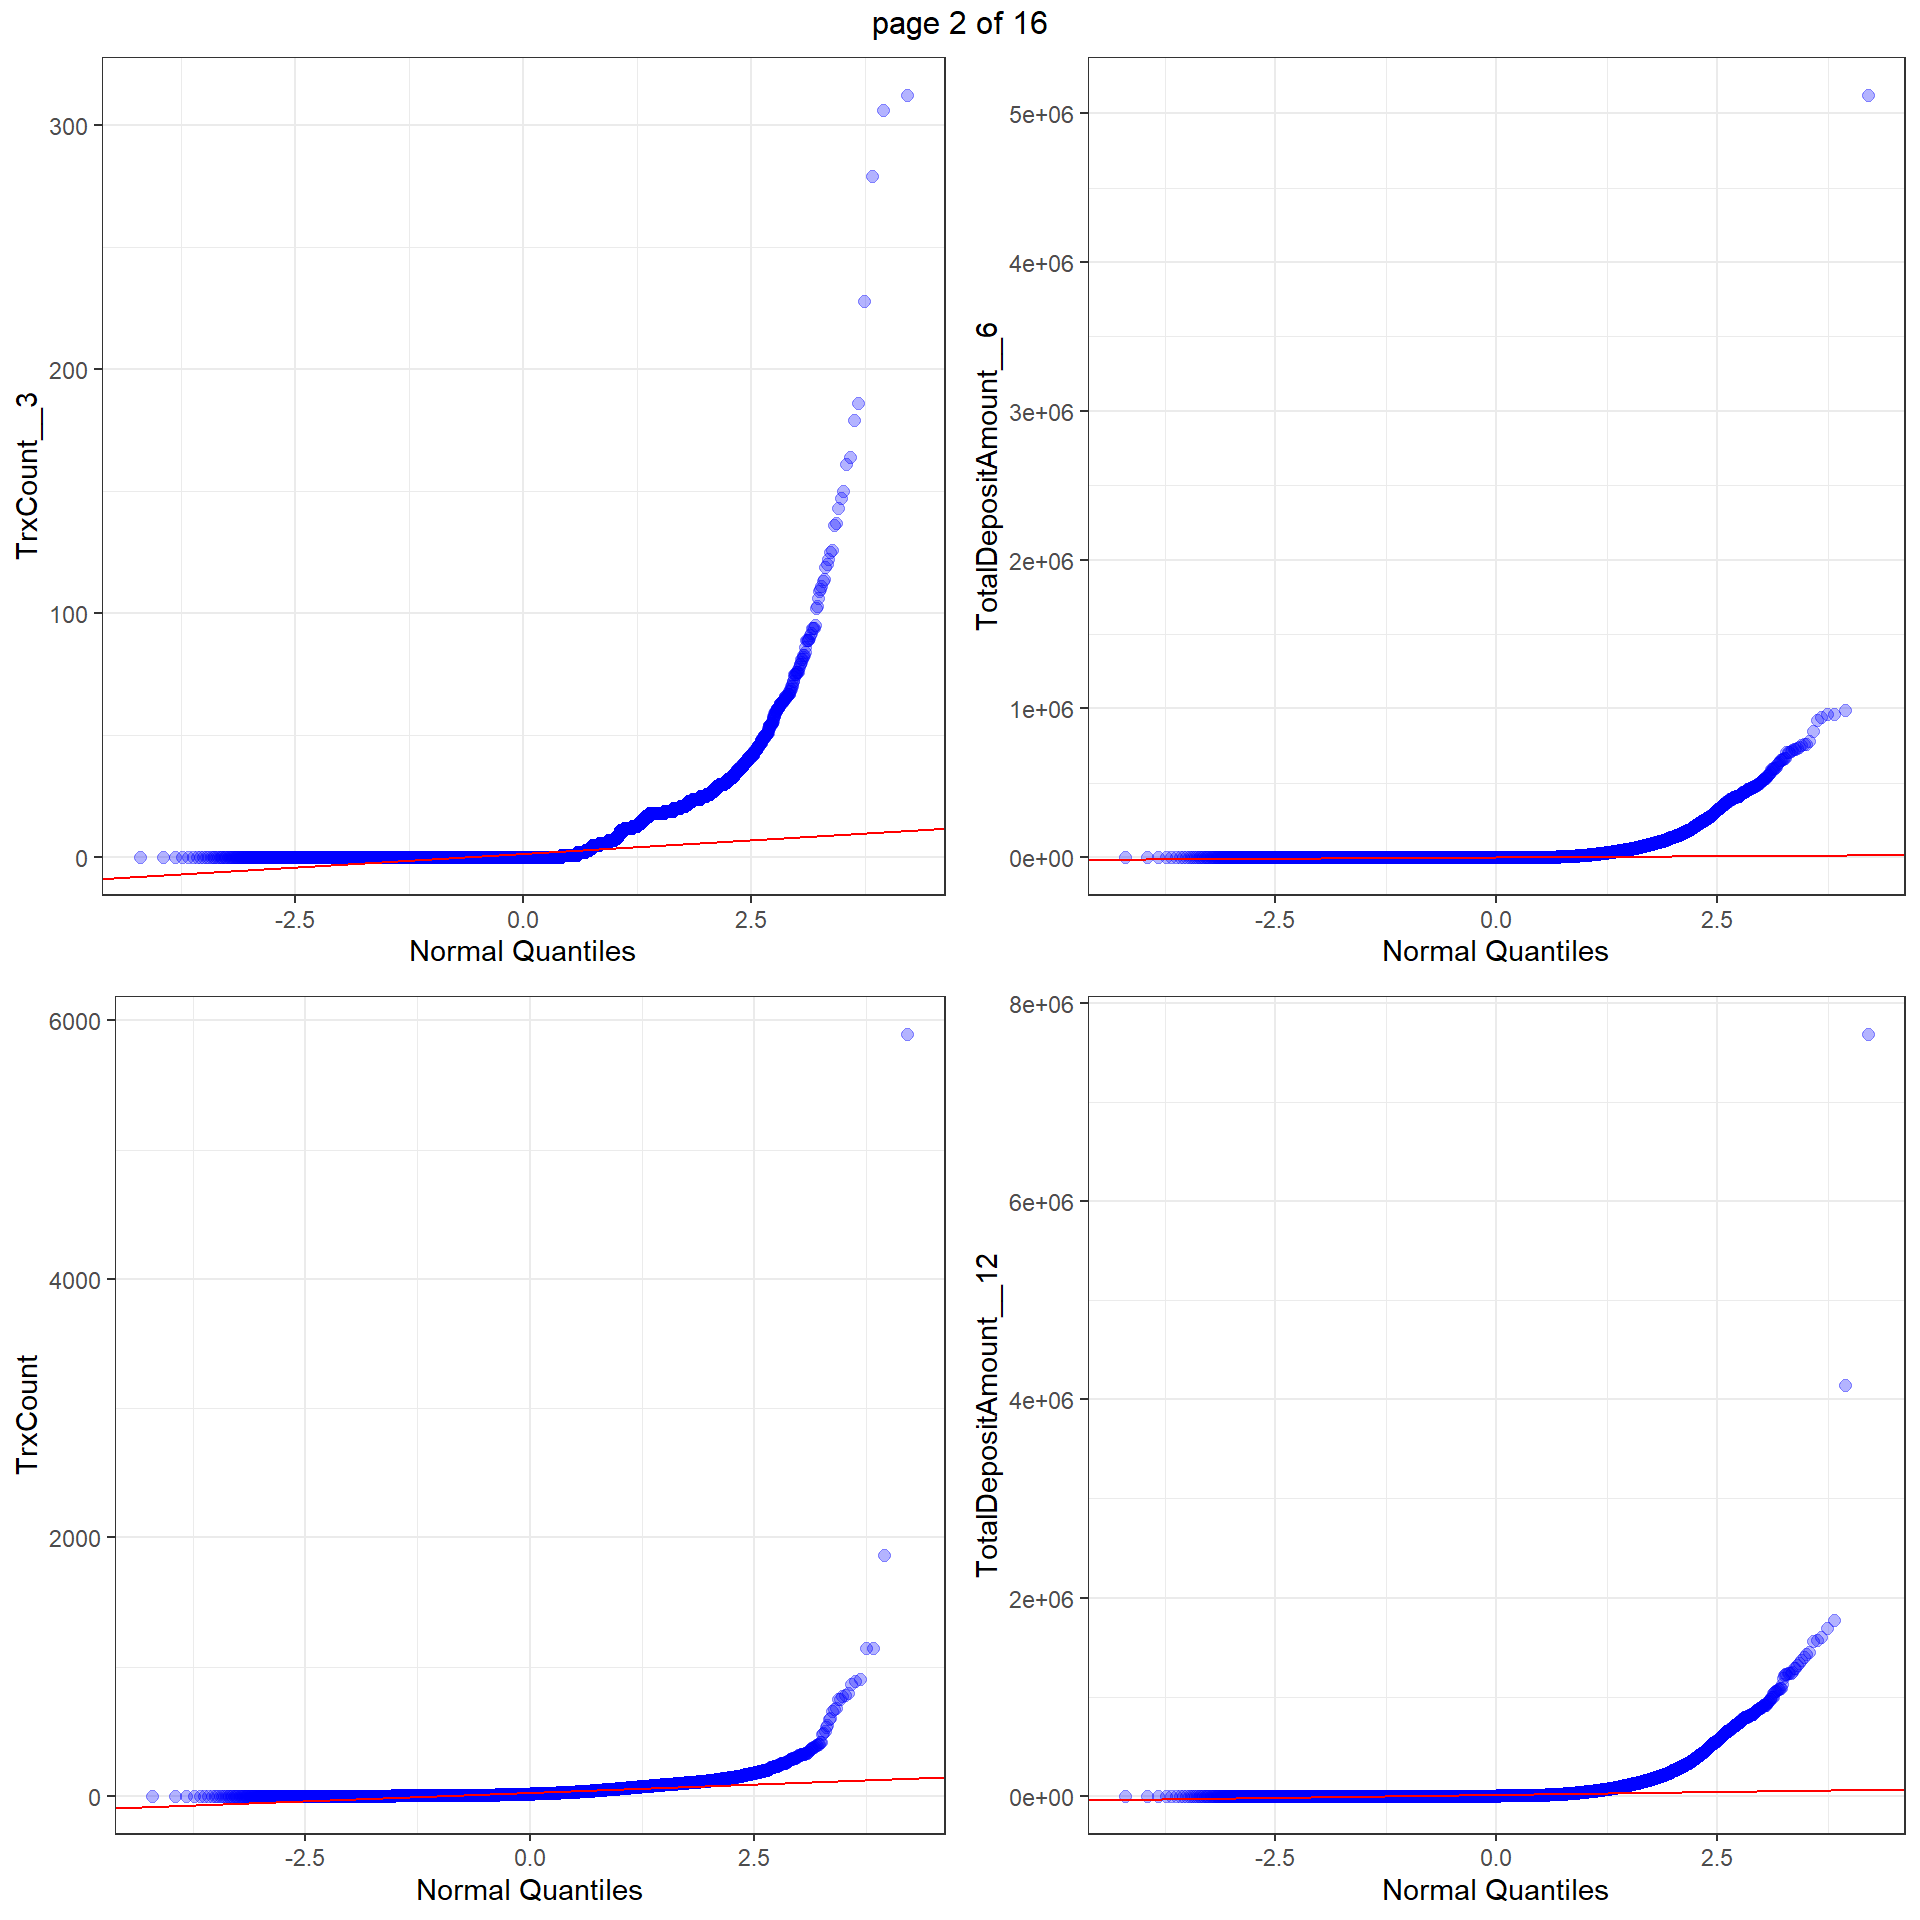 page 2 of 16
TrxCount__3
300
200
100
0
-2.5 0.0 2.5
Normal Quantiles
TotalDepositAmount__6
5e+06
4e+06
3e+06
2e+06
1e+06
0e+00
-2.5 0.0 2.5
Normal Quantiles
TrxCount
6000
4000
2000
0
-2.5 0.0 2.5
Normal Quantiles
TotalDepositAmount__12
8e+06
6e+06
4e+06
2e+06
0e+00
-2.5 0.0 2.5
Normal Quantiles